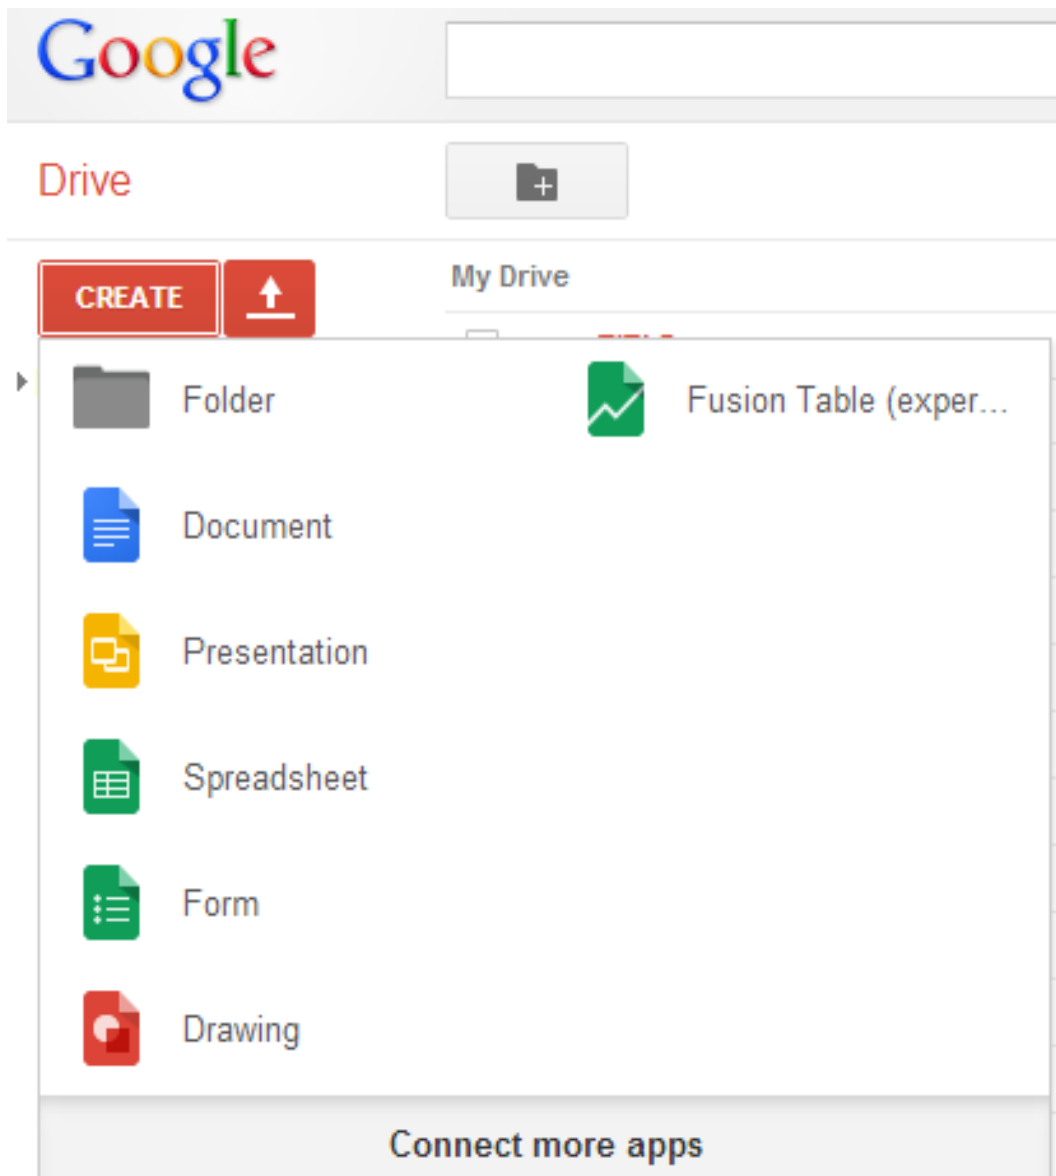 Google
Drive
CREATE
My Drive
Folder
Fusion Table (exper...
Document
Presentation
Spreadsheet
Form
Drawing
Connect more apps